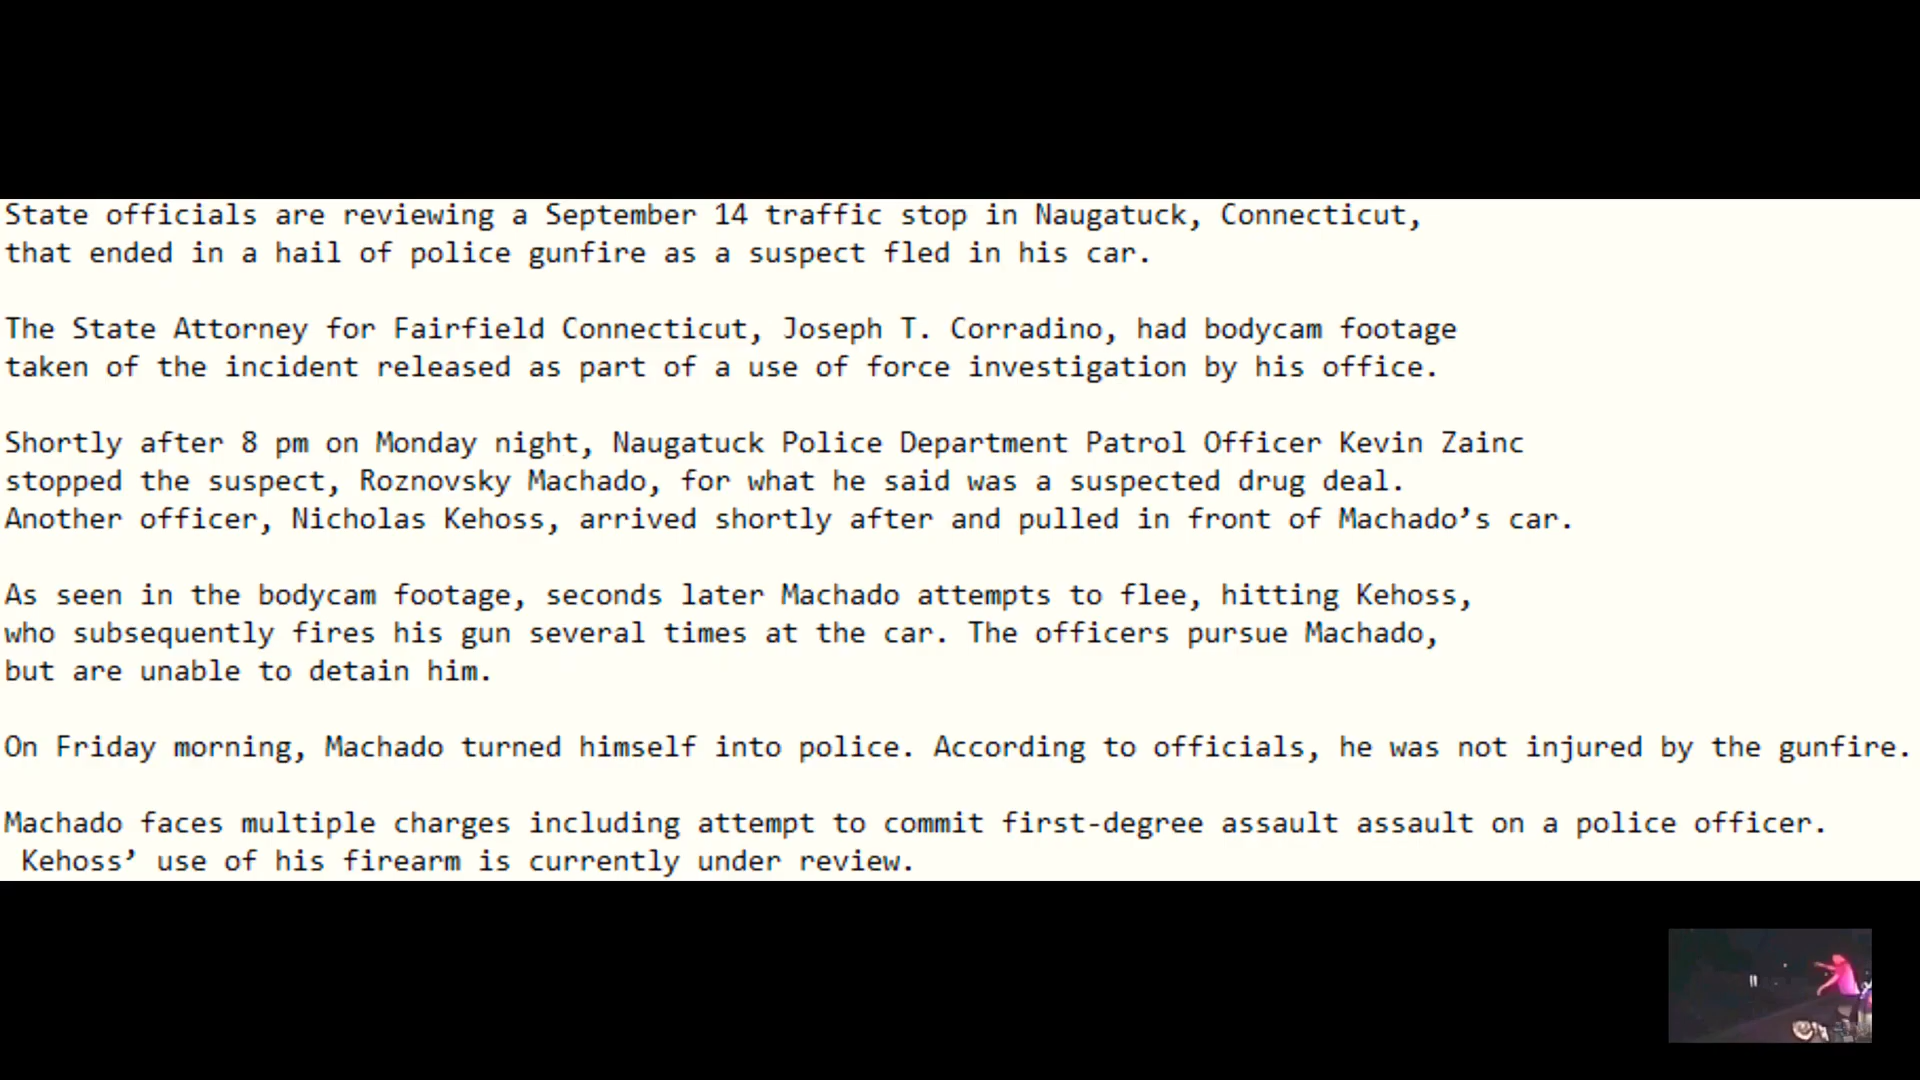 State officials are reviewing a September 14 traffic stop in Naugatuck, Connecticut,
that ended in a hail of police gunfire as a suspect fled in his car.
The State Attorney for Fairfield Connecticut, Joseph T. Corradino, had bodycam footage
taken of the incident released as part of a use of force investigation by his office.
Shortly after 8 pm on Monday night, Naugatuck Police Department Patrol Officer Kevin Zainc
stopped the suspect, Roznovsky Machado, for what he said was a suspected drug deal.
Another officer, Nicholas Kehoss, arrived shortly after and pulled in front of Machado’s car.
As seen in the bodycam footage, seconds later Machado attempts to flee, hitting Kehoss,
who subsequently fires his gun several times at the car. The officers pursue Machado,
but are unable to detain him.
On Friday morning, Machado turned himself into police. According to officials, he was not injured by the gunfire.
Machado faces multiple charges including attempt to commit first-degree assault assault on a police officer.
Kehoss’ use of his firearm is currently under review.